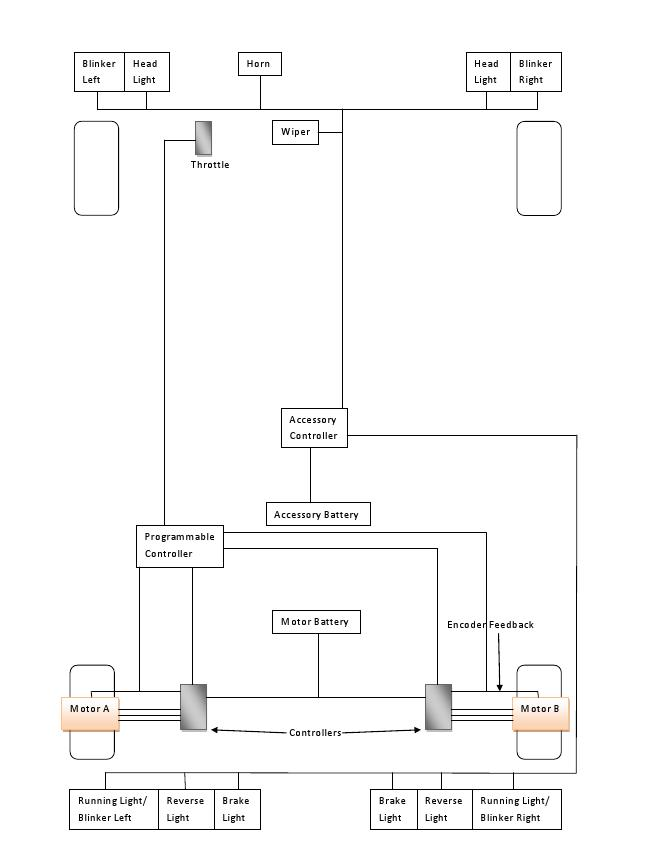 Blinker
Left
Head
Light
Horn
Head
Light
Blinker
Right
Wiper
Throttle
Accessory
Controller
Accessory Battery
Programmable
Controller
Motor Battery
Encoder Feedback
Motor A
Motor B
Controllers
Running Light/
Blinker Left
Reverse
Light
Brake
Light
Brake
Light
Reverse
Light
Running Light/
Blinker Right